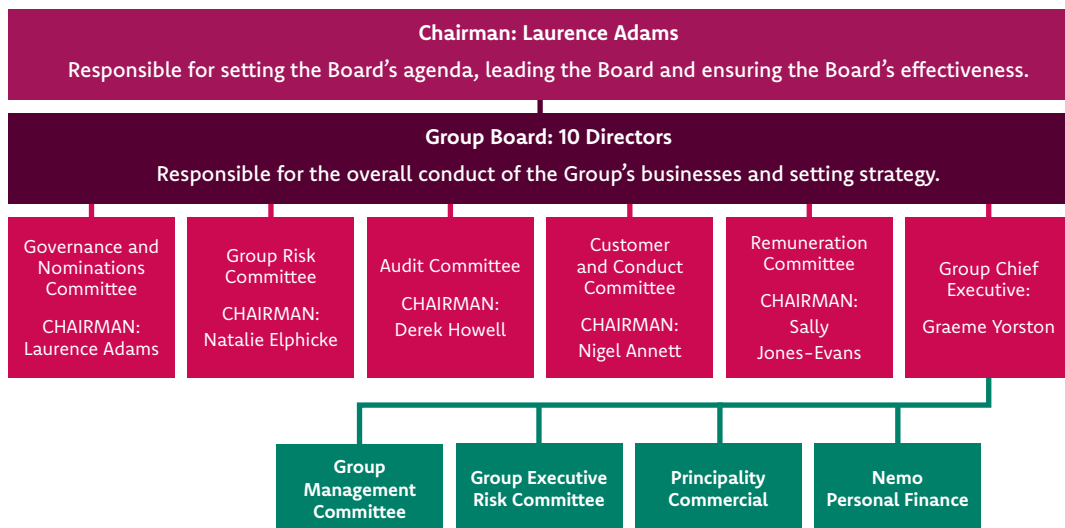 Chairman: Laurence Adams
Responsible for setting the Board’s agenda, leading the Board and ensuring the Board’s effectiveness.
Group Board: 10 Directors
Responsible for the overall conduct of the Group’s businesses and setting strategy.
Governance and
Nominations
Committee
CHAIRMAN:
Laurence Adams
Group Risk
Committee
CHAIRMAN:
Natalie Elphicke
Audit Committee
CHAIRMAN:
Derek Howell
Customer
and Conduct
Committee
CHAIRMAN:
Nigel Annett
Remuneration
Committee
CHAIRMAN:
Sally
Jones-Evans
Group Chief
Executive:
Graeme Yorston
Group
Management
Committee
Group Executive
Risk Committee
Principality
Commercial
Nemo
Personal Finance